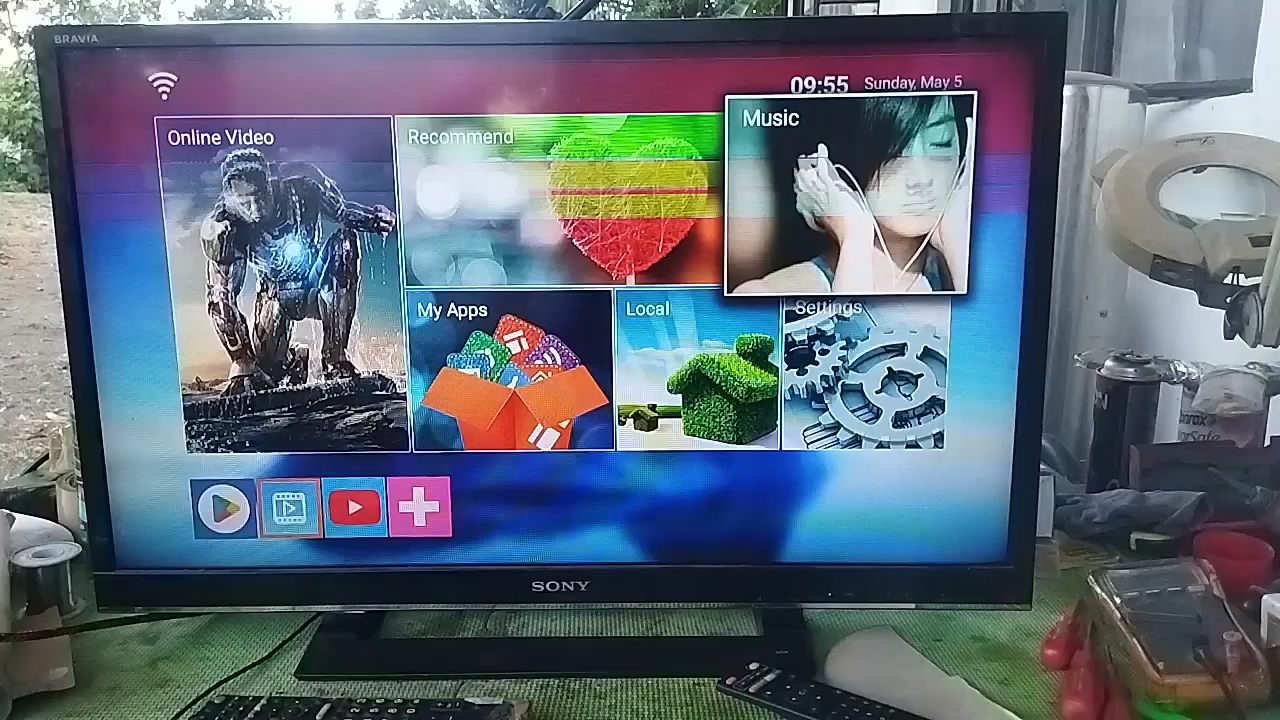 BRAVIA
09:55 Sunday, May 5
Online Video
Recommend
Music
My Apps
Local
Settings
SONY